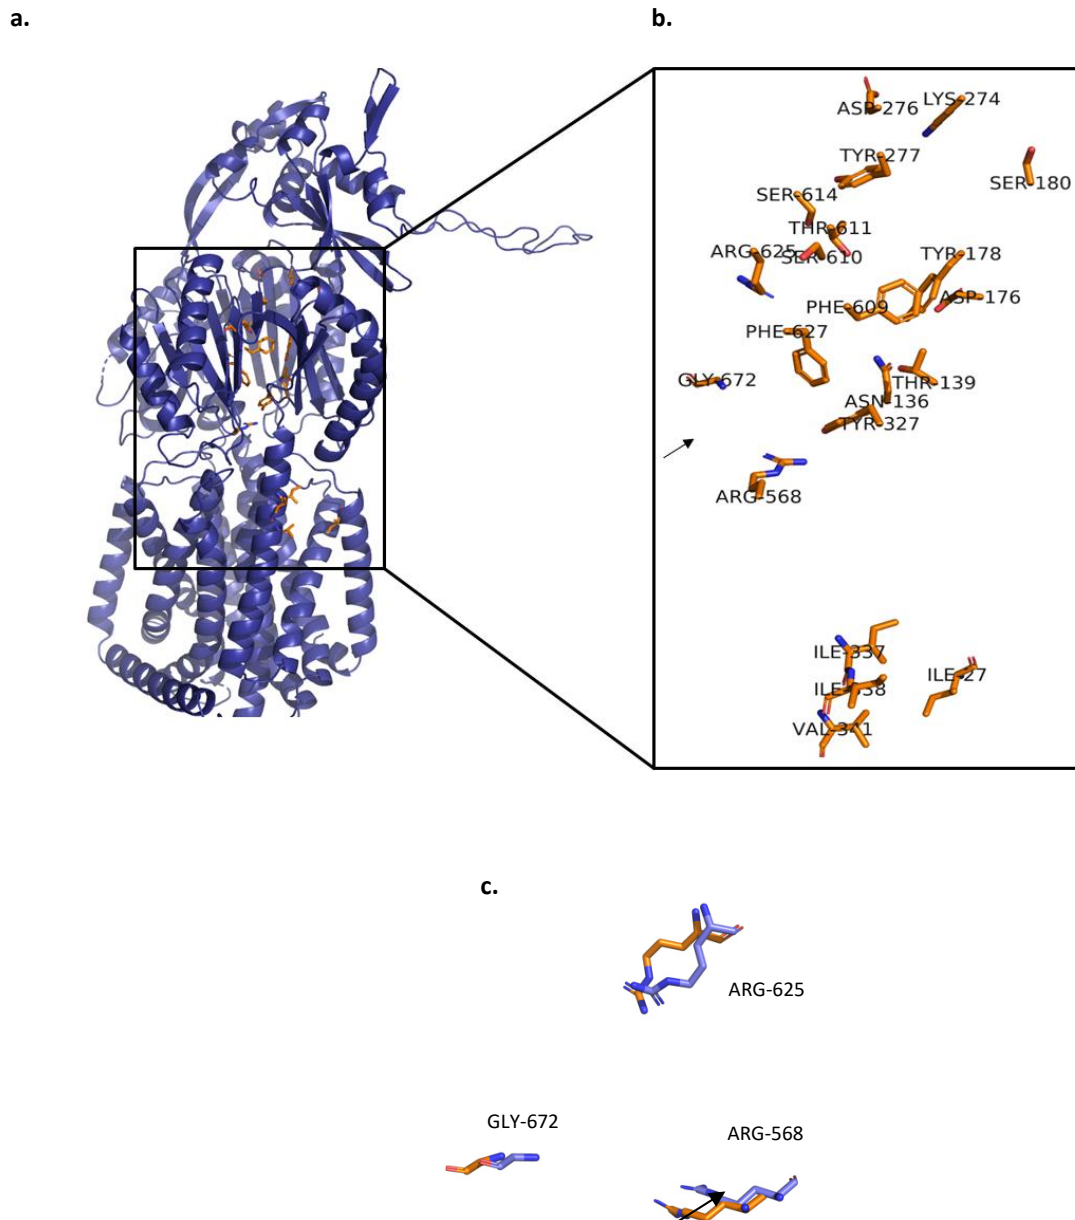 a.
b.
ASP-276
LYS-274
TYR-277
SER-180
SER-614
THR-611
ARG-625
SER-610
TYR-178
ASP-176
PHE-609
PHE-627
GLY-672
THR-139
ASN-136
TYR-327
ARG-568
ILE-337
ILE-27
ILE-338
VAL-341
c.
ARG-625
GLY-672
ARG-568